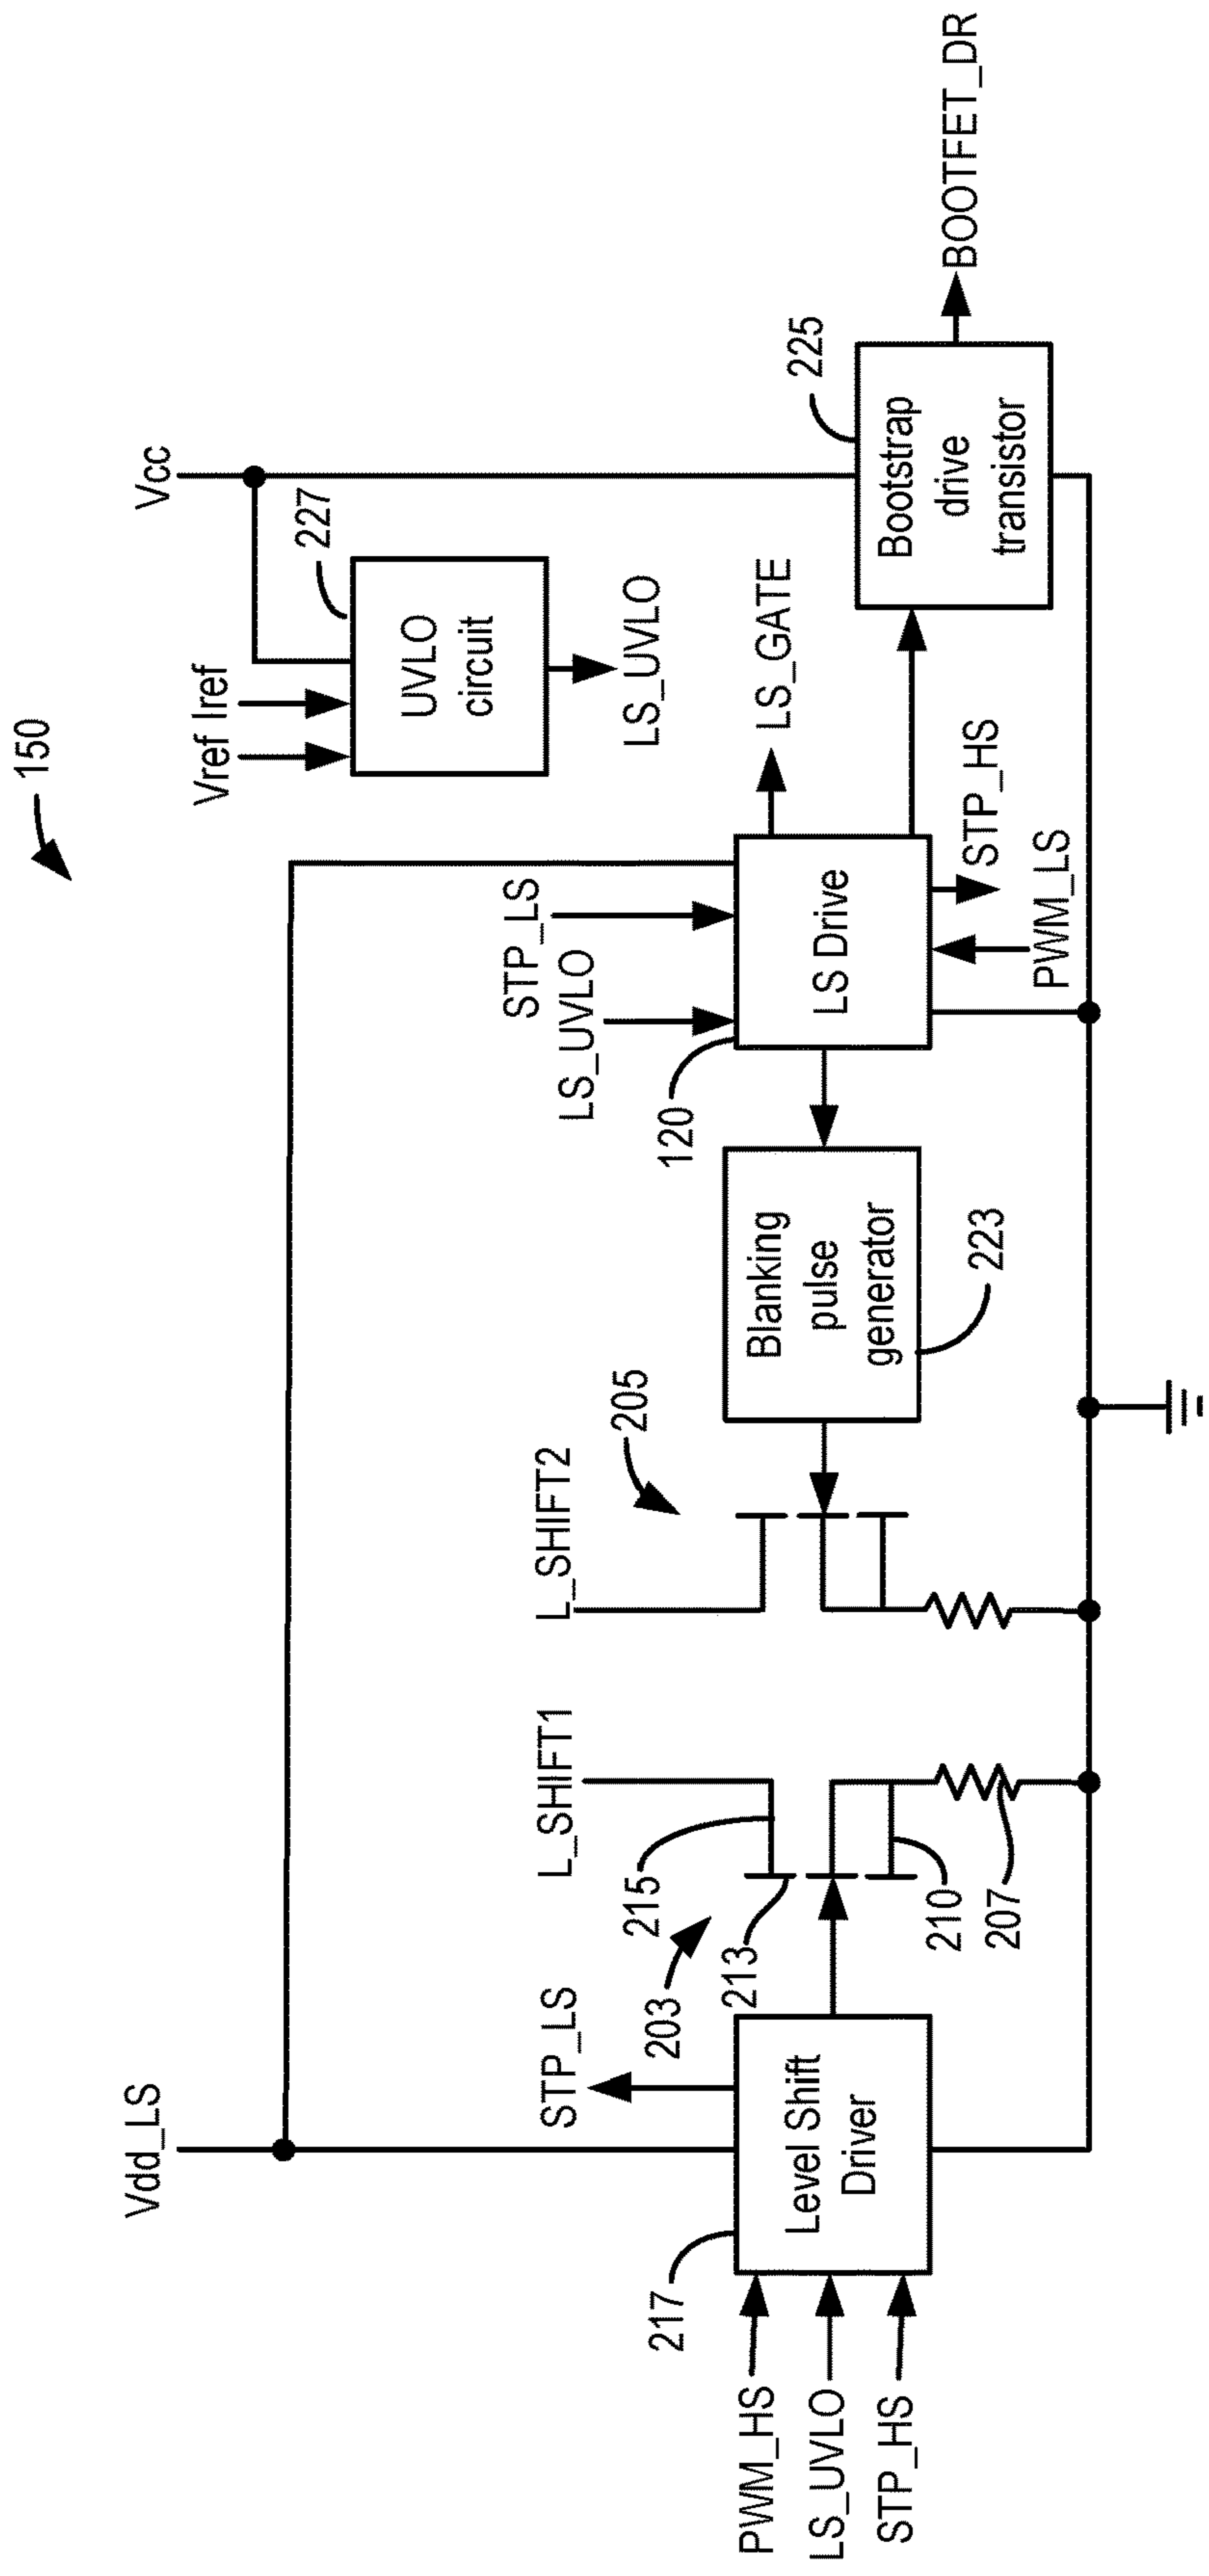 150
Vdd_LS
Vcc
Vref Iref
227
UVLO
circuit
LS_UVLO
STP_LS
L_SHIFT1
L_SHIFT2
205
STP_LS
LS_UVLO
120
LS_GATE
225
217
203
215
213
PWM_HS
LS_UVLO
STP_HS
Level Shift
Driver
210
207
Blanking
pulse
generator
223
LS Drive
STP_HS
PWM_LS
Bootstrap
drive
transistor
BOOTFET_DR